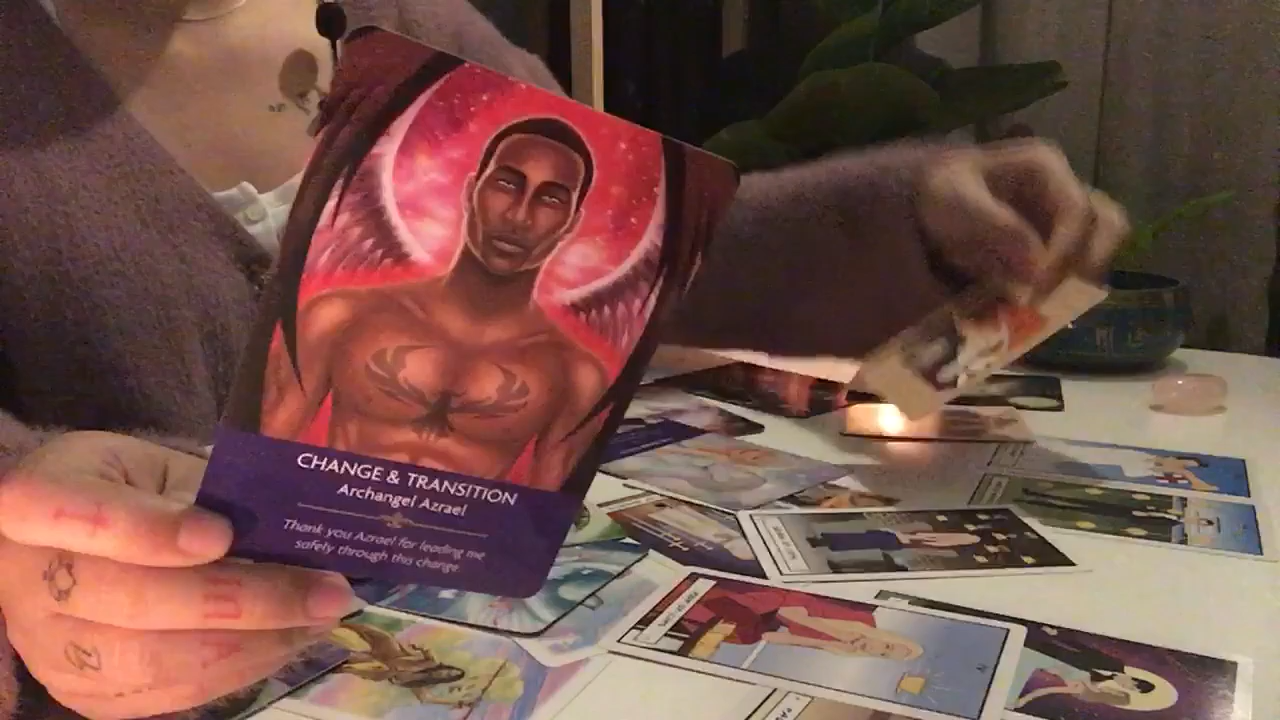 CHANGE & TRANSITION
Archangel Azrael
Thank you Azrael for leading me
safely through this change.